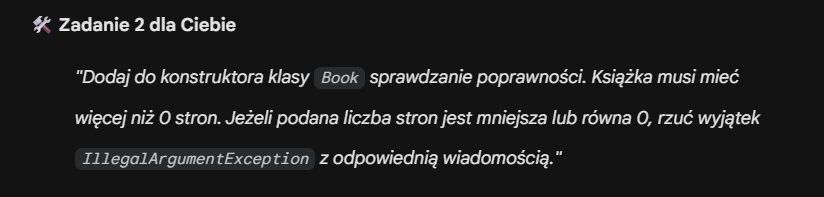 🛠️ Zadanie 2 dla Ciebie
"Dodaj do konstruktora klasy Book sprawdzanie poprawności. Książka musi mieć
więcej niż 0 stron. Jeżeli podana liczba stron jest mniejsza lub równa 0, rzuć wyjątek
IllegalArgumentException z odpowiednią wiadomością."